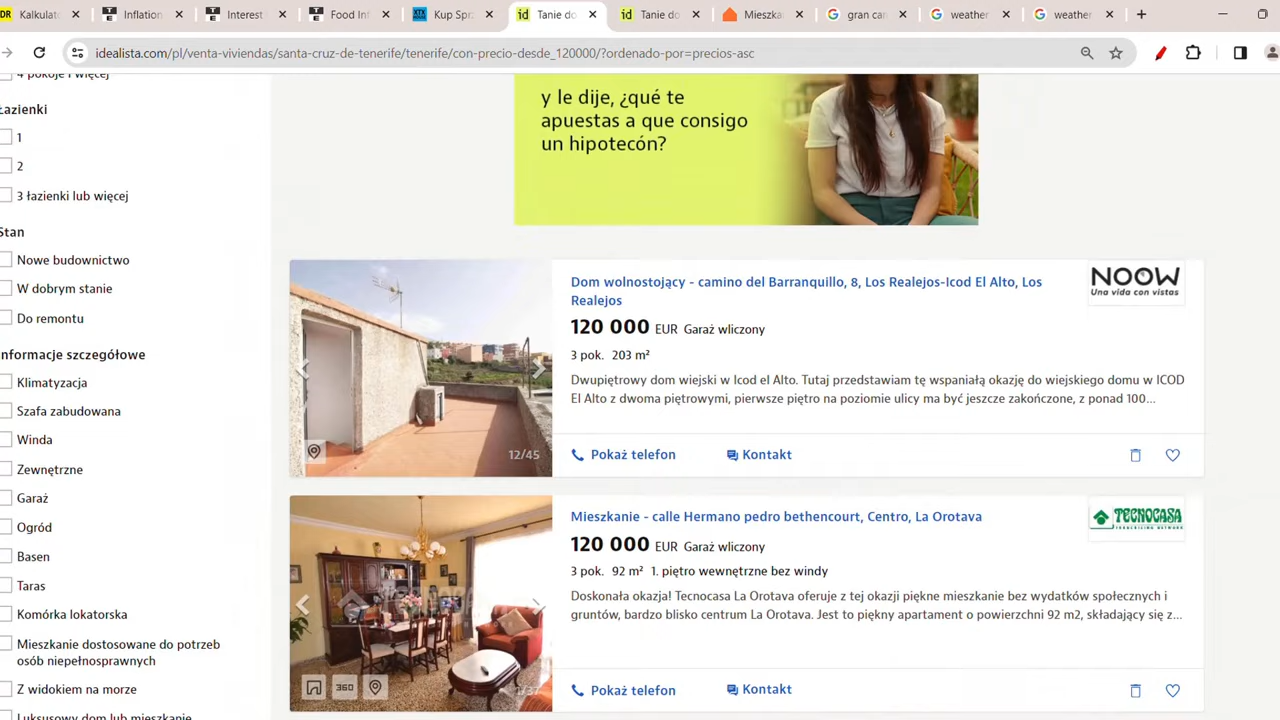 Kalkulato
Inflation
Interest
Food Inf
Kup Spr
Tanie do
Tanie do
Mieszka
gran car
weather
weather
idealista.com/pl/venta-viviendas/santa-cruz-de-tenerife/tenerife/con-precio-desde_120000/?ordenado-por=precios-asc
4 pokoje i więcej
Łazienki
1
2
3 łazienki lub więcej
Stan
Nowe budownictwo
W dobrym stanie
Do remontu
nformacje szczegółowe
Klimatyzacja
Szafa zabudowana
Winda
Zewnętrzne
Garaż
Ogród
Basen
Taras
Komórka lokatorska
Mieszkanie dostosowane do potrzeb
osób niepełnosprawnych
Z widokiem na morze
Luksusowy dom lub mieszkanie
y le dije, ¿qué te
apuestas a que consigo
un hipotecón?
Dom wolnostojący - camino del Barranquillo, 8, Los Realejos-Icod El Alto, Los
Realejos
NOOW
Una vida con vistas
120 000 EUR Garaż wliczony
3 pok. 203 m²
Dwupiętrowy dom wiejski w Icod el Alto. Tutaj przedstawiam tę wspaniałą okazję do wiejskiego domu w ICOD
El Alto z dwoma piętrowymi, pierwsze piętro na poziomie ulicy ma być jeszcze zakończone, z ponad 100...
12/45
Pokaż telefon
Kontakt
Mieszkanie - calle Hermano pedro bethencourt, Centro, La Orotava
TECNOCASA
FRANCHISING NETWORK
120 000 EUR Garaż wliczony
3 pok. 92 m² 1. piętro wewnętrzne bez windy
Doskonała okazja! Tecnocasa La Orotava oferuje z tej okazji piękne mieszkanie bez wydatków społecznych i
gruntów, bardzo blisko centrum La Orotava. Jest to piękny apartament o powierzchni 92 m2, składający się z...
360
1/37
Pokaż telefon
Kontakt